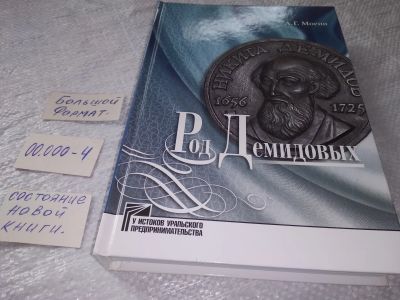 А.Г. Мосин
НИКИТА ДЕМИДОВ
1656
1725
Род
Демидовых
У ИСТОКОВ УРАЛЬСКОГО
ПРЕДПРИНИМАТЕЛЬСТВА
БОЛЬШОЙ
ФОРМАТ.
00.000-4
СОСТОЯНИЕ
НОВОЙ
КНИГИ.